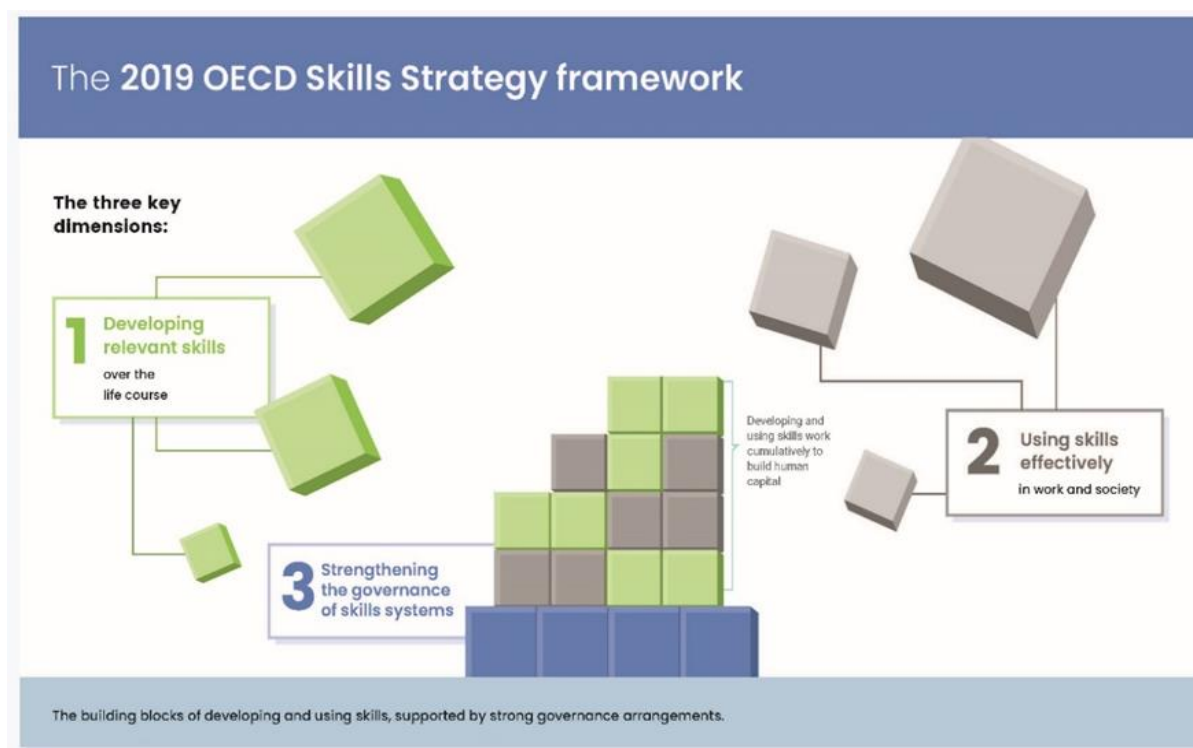 The 2019 OECD Skills Strategy framework
The three key
dimensions:
1
Developing
relevant skills
over the
life course
Developing and
using skills work
cumulatively to
build human
capital
2
Using skills
effectively
in work and society
3
Strengthening
the governance
of skills systems
The building blocks of developing and using skills, supported by strong governance arrangements.